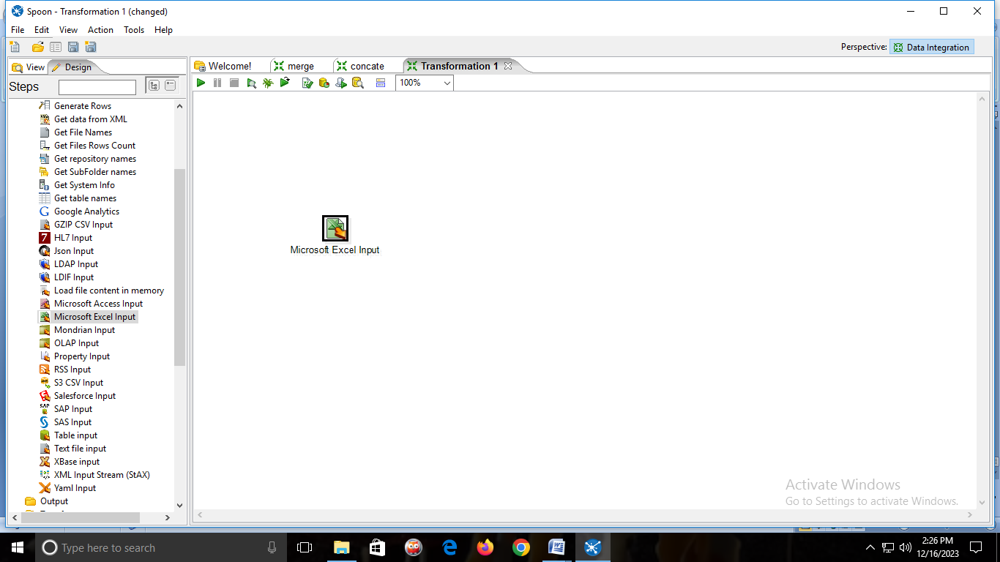 Spoon - Transformation 1 (changed)
File Edit View Action Tools Help
Perspective: Data Integration
View Design
Welcome! merge concate Transformation 1
Steps
100%
Generate Rows
Get data from XML
Get File Names
Get Files Rows Count
Get repository names
Get SubFolder names
Get System Info
Get table names
Google Analytics
GZIP CSV Input
HL7 Input
Json Input
LDAP Input
LDIF Input
Load file content in memory
Microsoft Access Input
Microsoft Excel Input
Mondrian Input
OLAP Input
Property Input
RSS Input
S3 CSV Input
Salesforce Input
SAP Input
SAS Input
Table input
Text file input
XBase input
XML Input Stream (StAX)
Yaml Input
Output
Microsoft Excel Input
Activate Windows
Go to Settings to activate Windows.
Type here to search
2:26 PM
12/16/2023